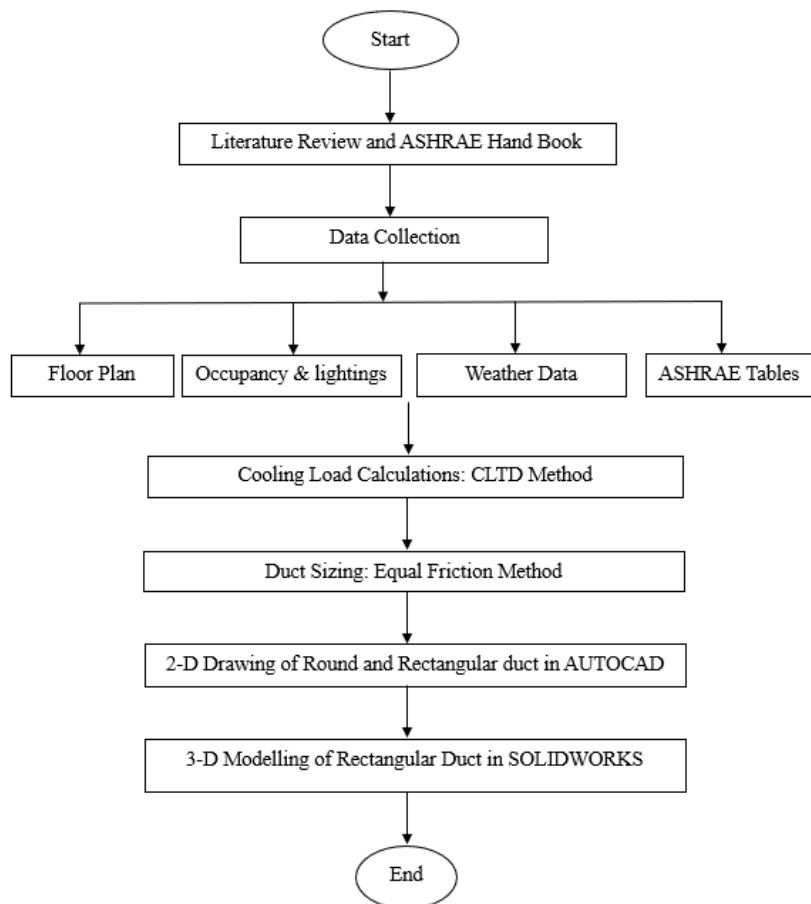 Start
Literature Review and ASHRAE Hand Book
Data Collection
Floor Plan
Occupancy & lightings
Weather Data
ASHRAE Tables
Cooling Load Calculations: CLTD Method
Duct Sizing: Equal Friction Method
2-D Drawing of Round and Rectangular duct in AUTOCAD
3-D Modelling of Rectangular Duct in SOLIDWORKS
End